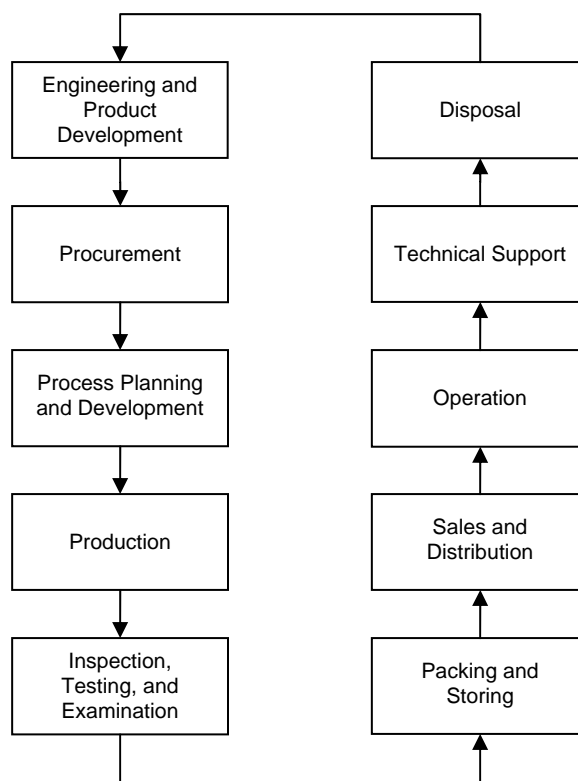 Engineering and
Product
Development
Procurement
Process Planning
and Development
Production
Inspection,
Testing, and
Examination
Disposal
Technical Support
Operation
Sales and
Distribution
Packing and
Storing